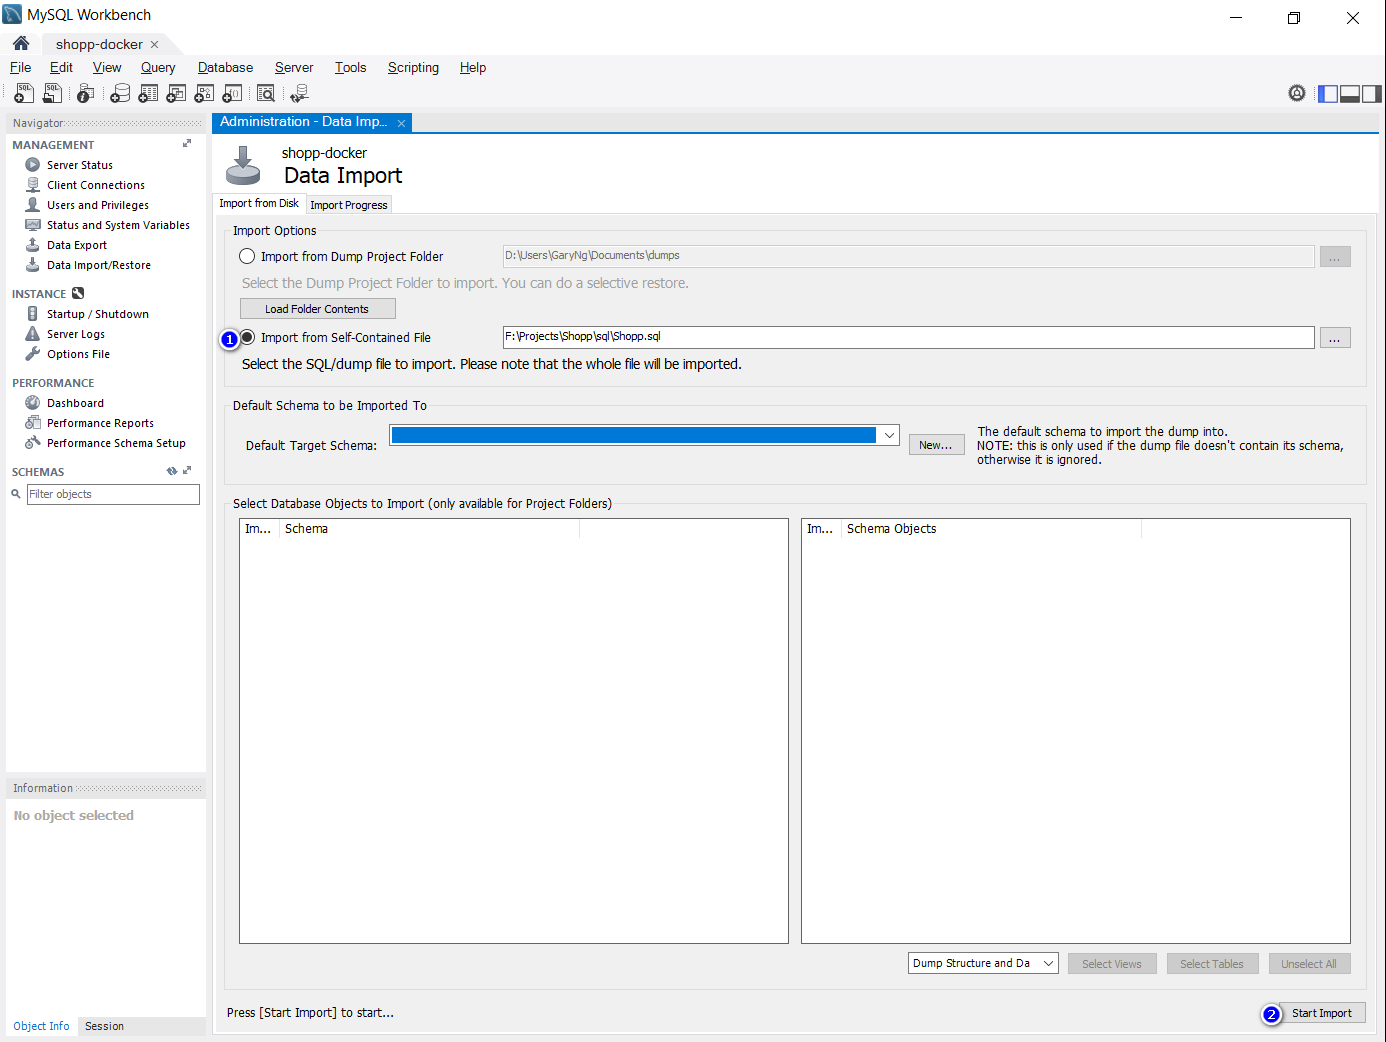 MySQL Workbench
shopp-docker
File Edit View Query Database Server Tools Scripting Help
Navigator
MANAGEMENT
Server Status
Client Connections
Users and Privileges
Status and System Variables
Data Export
Data Import/Restore
INSTANCE
Startup / Shutdown
Server Logs
Options File
PERFORMANCE
Dashboard
Performance Reports
Performance Schema Setup
SCHEMAS
Filter objects
Information
No object selected
Object Info Session
Administration - Data Imp...
shopp-docker
Data Import
Import from Disk Import Progress
Import Options
Import from Dump Project Folder D:\Users\GaryNg\Documents\dumps ...
Select the Dump Project Folder to import. You can do a selective restore.
Load Folder Contents
1 Import from Self-Contained File F:\Projects\Shopp\sql\Shopp.sql ...
Select the SQL/dump file to import. Please note that the whole file will be imported.
Default Schema to be Imported To
Default Target Schema: New...
The default schema to import the dump into.
NOTE: this is only used if the dump file doesn't contain its schema,
otherwise it is ignored.
Select Database Objects to Import (only available for Project Folders)
Im... Schema
Im... Schema Objects
Dump Structure and Da Select Views Select Tables Unselect All
Press [Start Import] to start...
2 Start Import